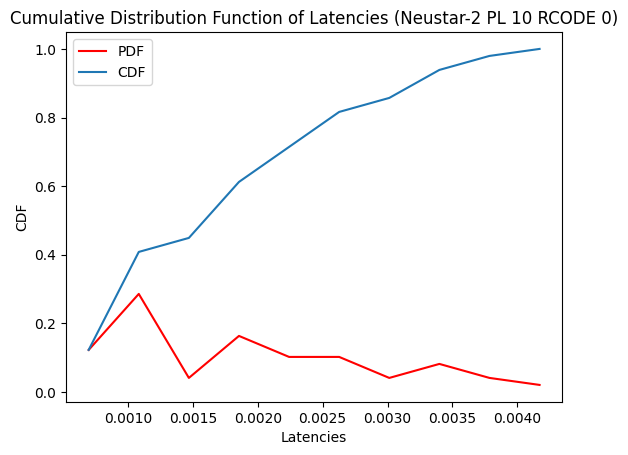 Cumulative Distribution Function of Latencies (Neustar-2 PL 10 RCODE 0)
PDF
CDF
1.0
0.8
0.6
0.4
0.2
0.0
CDF
0.0010 0.0015 0.0020 0.0025 0.0030 0.0035 0.0040
Latencies